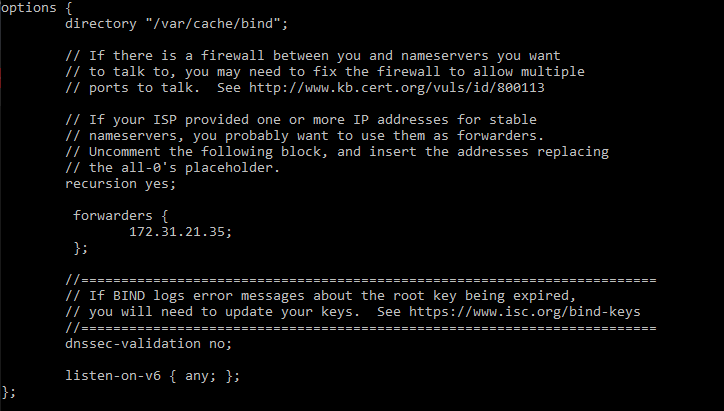 options {
        directory "/var/cache/bind";

        // If there is a firewall between you and nameservers you want
        // to talk to, you may need to fix the firewall to allow multiple
        // ports to talk.  See http://www.kb.cert.org/vuls/id/800113

        // If your ISP provided one or more IP addresses for stable
        // nameservers, you probably want to use them as forwarders.
        // Uncomment the following block, and insert the addresses replacing
        // the all-0's placeholder.
        recursion yes;

         forwarders {
                172.31.21.35;
         };

        //========================================================================
        // If BIND logs error messages about the root key being expired,
        // you will need to update your keys.  See https://www.isc.org/bind-keys
        //========================================================================
        dnssec-validation no;

        listen-on-v6 { any; };
};